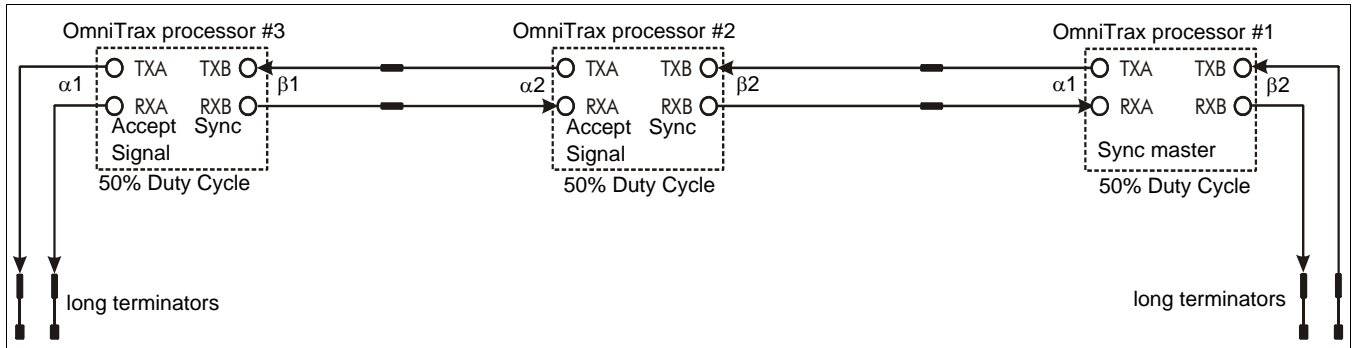 OmniTrax processor #3
OmniTrax processor #2
OmniTrax processor #1
α1 TXA TXB β1 α2 TXA TXB β2 α1 TXA TXB β2
RXA RXB RXA RXB RXA RXB
Accept Sync
Signal
50% Duty Cycle
Accept Sync
Signal
50% Duty Cycle
Sync master
50% Duty Cycle
long terminators
long terminators